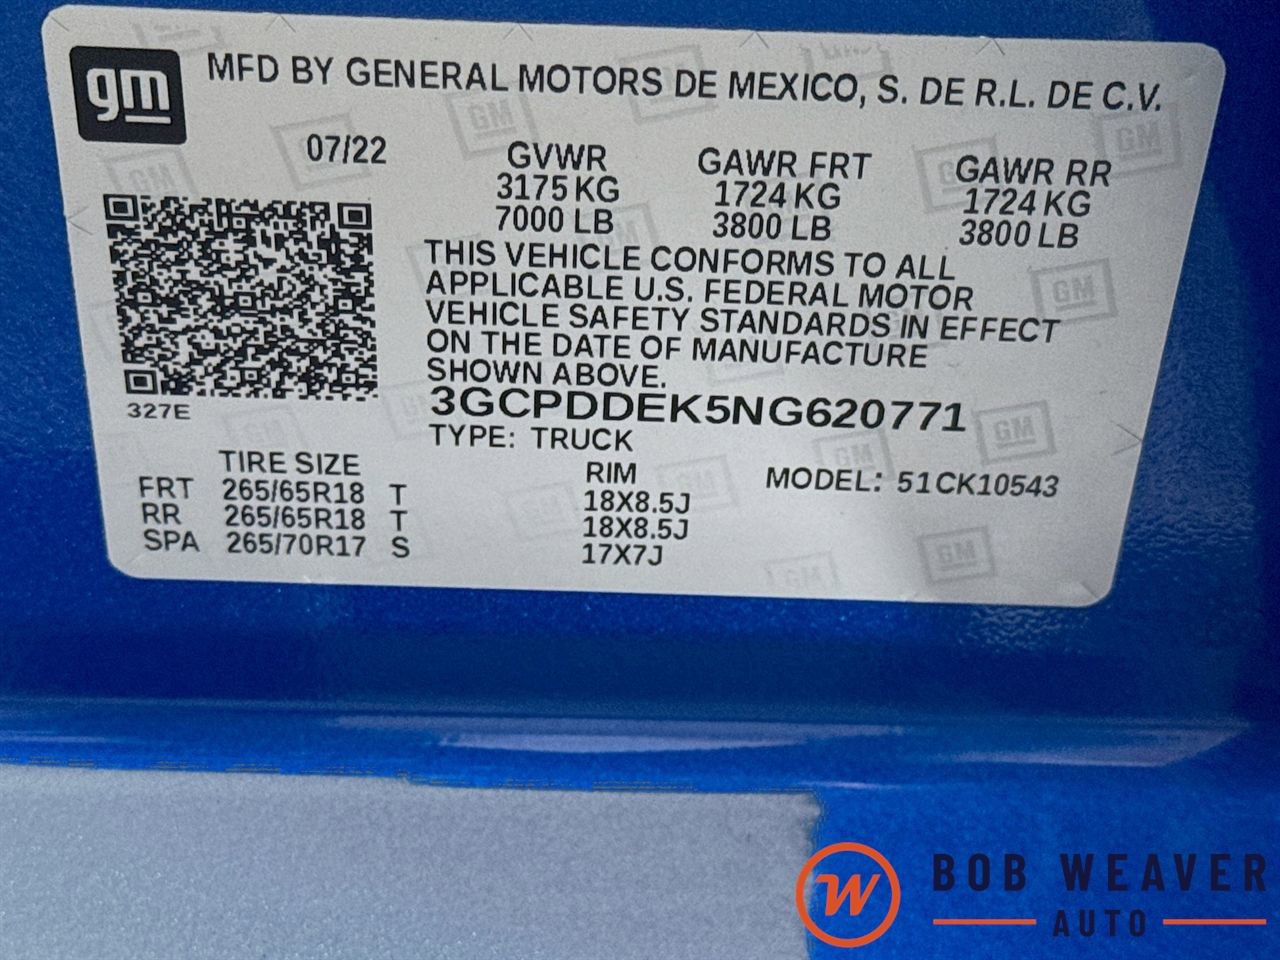 gm
MFD BY GENERAL MOTORS DE MEXICO, S. DE R.L. DE C.V.
07/22
GVWR GAWR FRT GAWR RR
3175 KG 1724 KG 1724 KG
7000 LB 3800 LB 3800 LB
THIS VEHICLE CONFORMS TO ALL
APPLICABLE U.S. FEDERAL MOTOR
VEHICLE SAFETY STANDARDS IN EFFECT
ON THE DATE OF MANUFACTURE
SHOWN ABOVE.
327E
3GCPDDEK5NG620771
TYPE: TRUCK
TIRE SIZE RIM MODEL: 51CK10543
FRT 265/65R18 T 18X8.5J
RR 265/65R18 T 18X8.5J
SPA 265/70R17 S 17X7J
W BOB WEAVER
AUTO